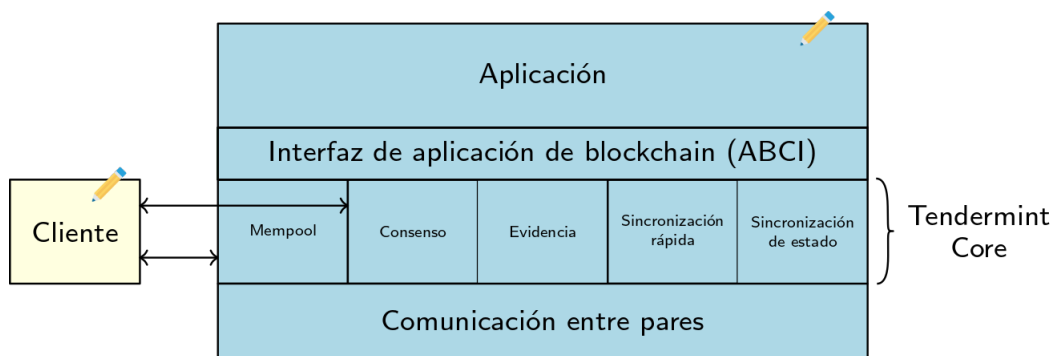 Aplicación
Interfaz de aplicación de blockchain (ABCI)
Cliente
Mempool
Consenso
Evidencia
Sincronización
rápida
Sincronización
de estado
Tendermint
Core
Comunicación entre pares